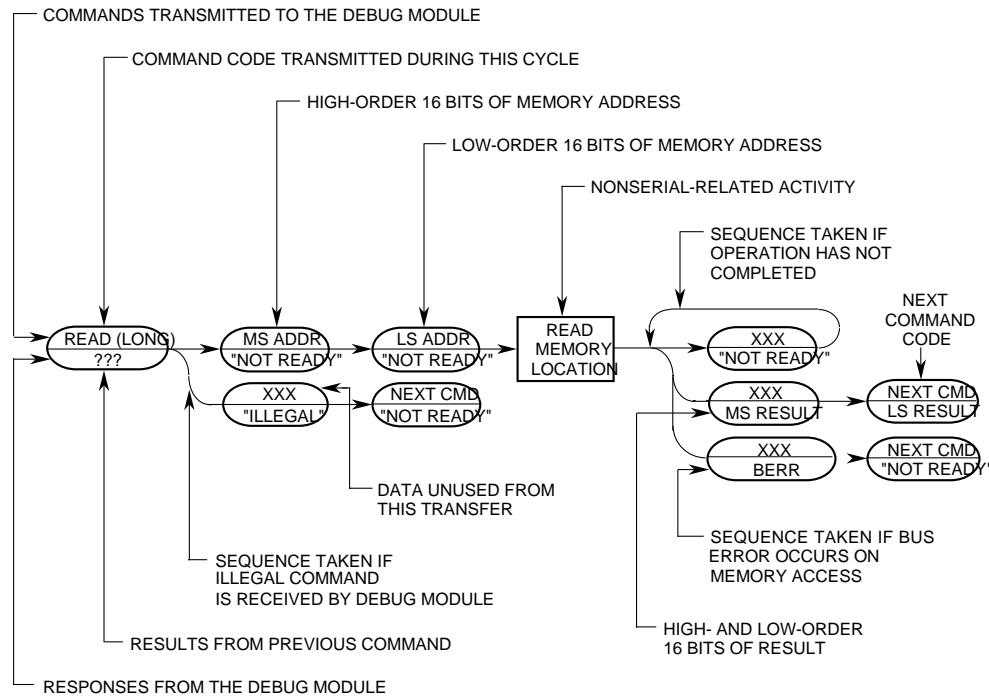 COMMANDS TRANSMITTED TO THE DEBUG MODULE
COMMAND CODE TRANSMITTED DURING THIS CYCLE
HIGH-ORDER 16 BITS OF MEMORY ADDRESS
LOW-ORDER 16 BITS OF MEMORY ADDRESS
NONSERIAL-RELATED ACTIVITY
SEQUENCE TAKEN IF
OPERATION HAS NOT
COMPLETED
NEXT
COMMAND
CODE
READ (LONG)
???
MS ADDR
"NOT READY"
LS ADDR
"NOT READY"
READ
MEMORY
LOCATION
XXX
"NOT READY"
XXX
"ILLEGAL"
NEXT CMD
"NOT READY"
XXX
MS RESULT
NEXT CMD
LS RESULT
XXX
BERR
NEXT CMD
"NOT READY"
DATA UNUSED FROM
THIS TRANSFER
SEQUENCE TAKEN IF
ILLEGAL COMMAND
IS RECEIVED BY DEBUG MODULE
SEQUENCE TAKEN IF BUS
ERROR OCCURS ON
MEMORY ACCESS
HIGH- AND LOW-ORDER
16 BITS OF RESULT
RESULTS FROM PREVIOUS COMMAND
RESPONSES FROM THE DEBUG MODULE